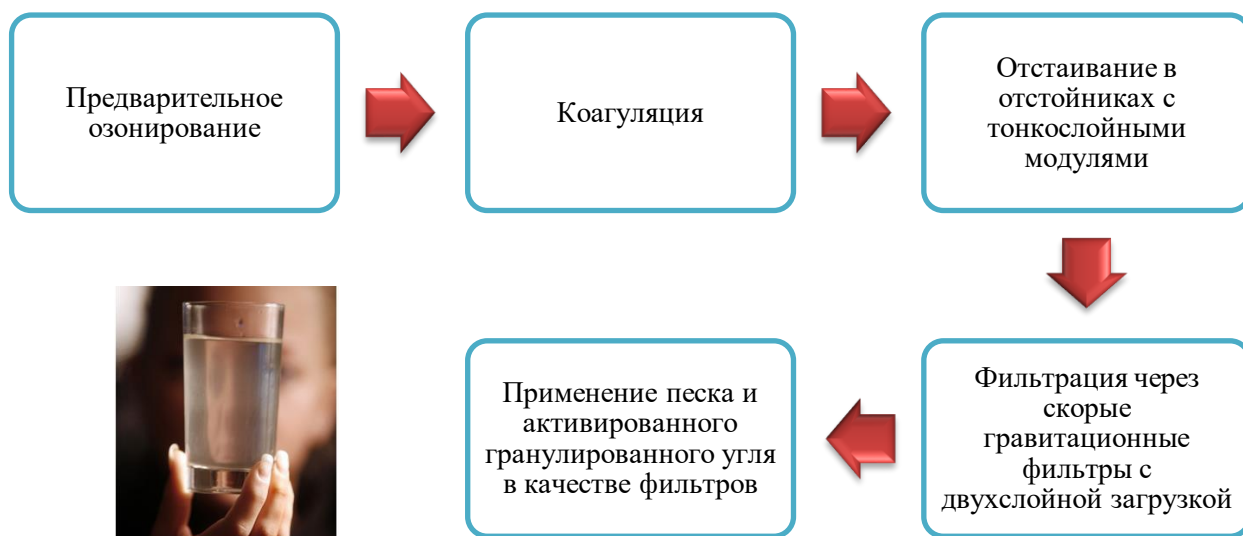 Предварительное
озонирование
Коагуляция
Отстаивание в
отстойниках с
тонкослойными
модулями
Фильтрация через
скорые
гравитационные
фильтры с
двухслойной загрузкой
Применение песка и
активированного
гранулированного угля
в качестве фильтров